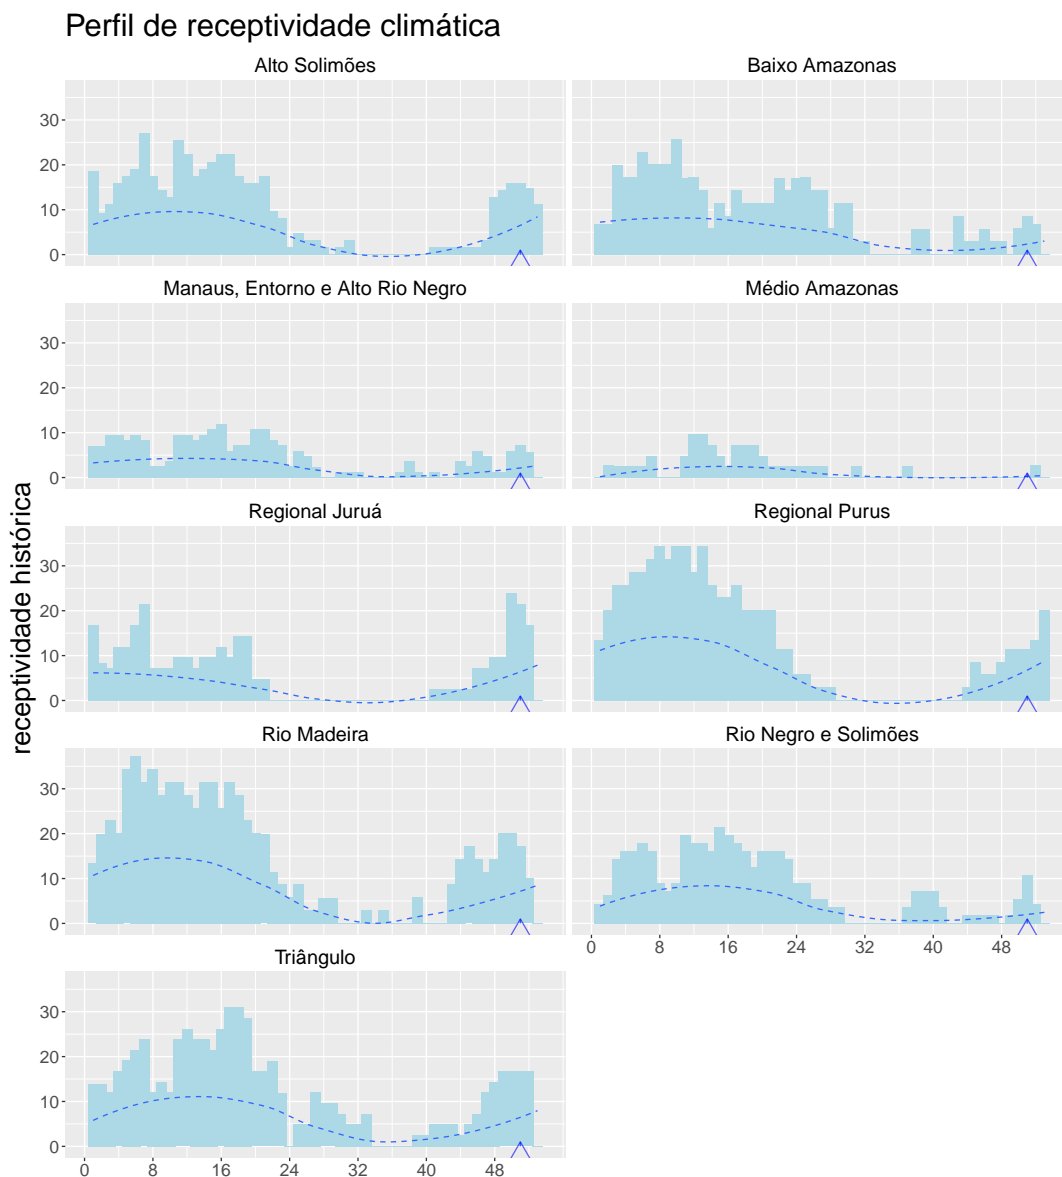 Perfil de receptividade climática
Alto Solimões
Baixo Amazonas
30
20
10
0
Manaus, Entorno e Alto Rio Negro
Médio Amazonas
30
20
10
0
Regional Juruá
Regional Purus
30
20
10
0
receptividade histórica
Rio Madeira
Rio Negro e Solimões
30
20
10
0
0 8 16 24 32 40 48
Triângulo
30
20
10
0
0 8 16 24 32 40 48